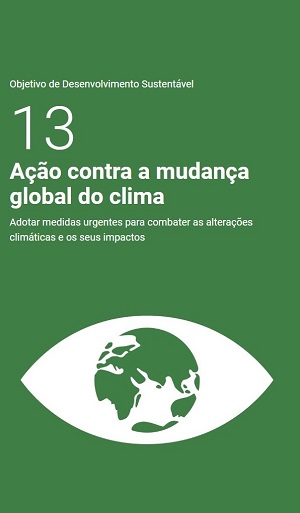 Objetivo de Desenvolvimento Sustentável
13
Ação contra a mudança
global do clima
Adotar medidas urgentes para combater as alterações
climáticas e os seus impactos